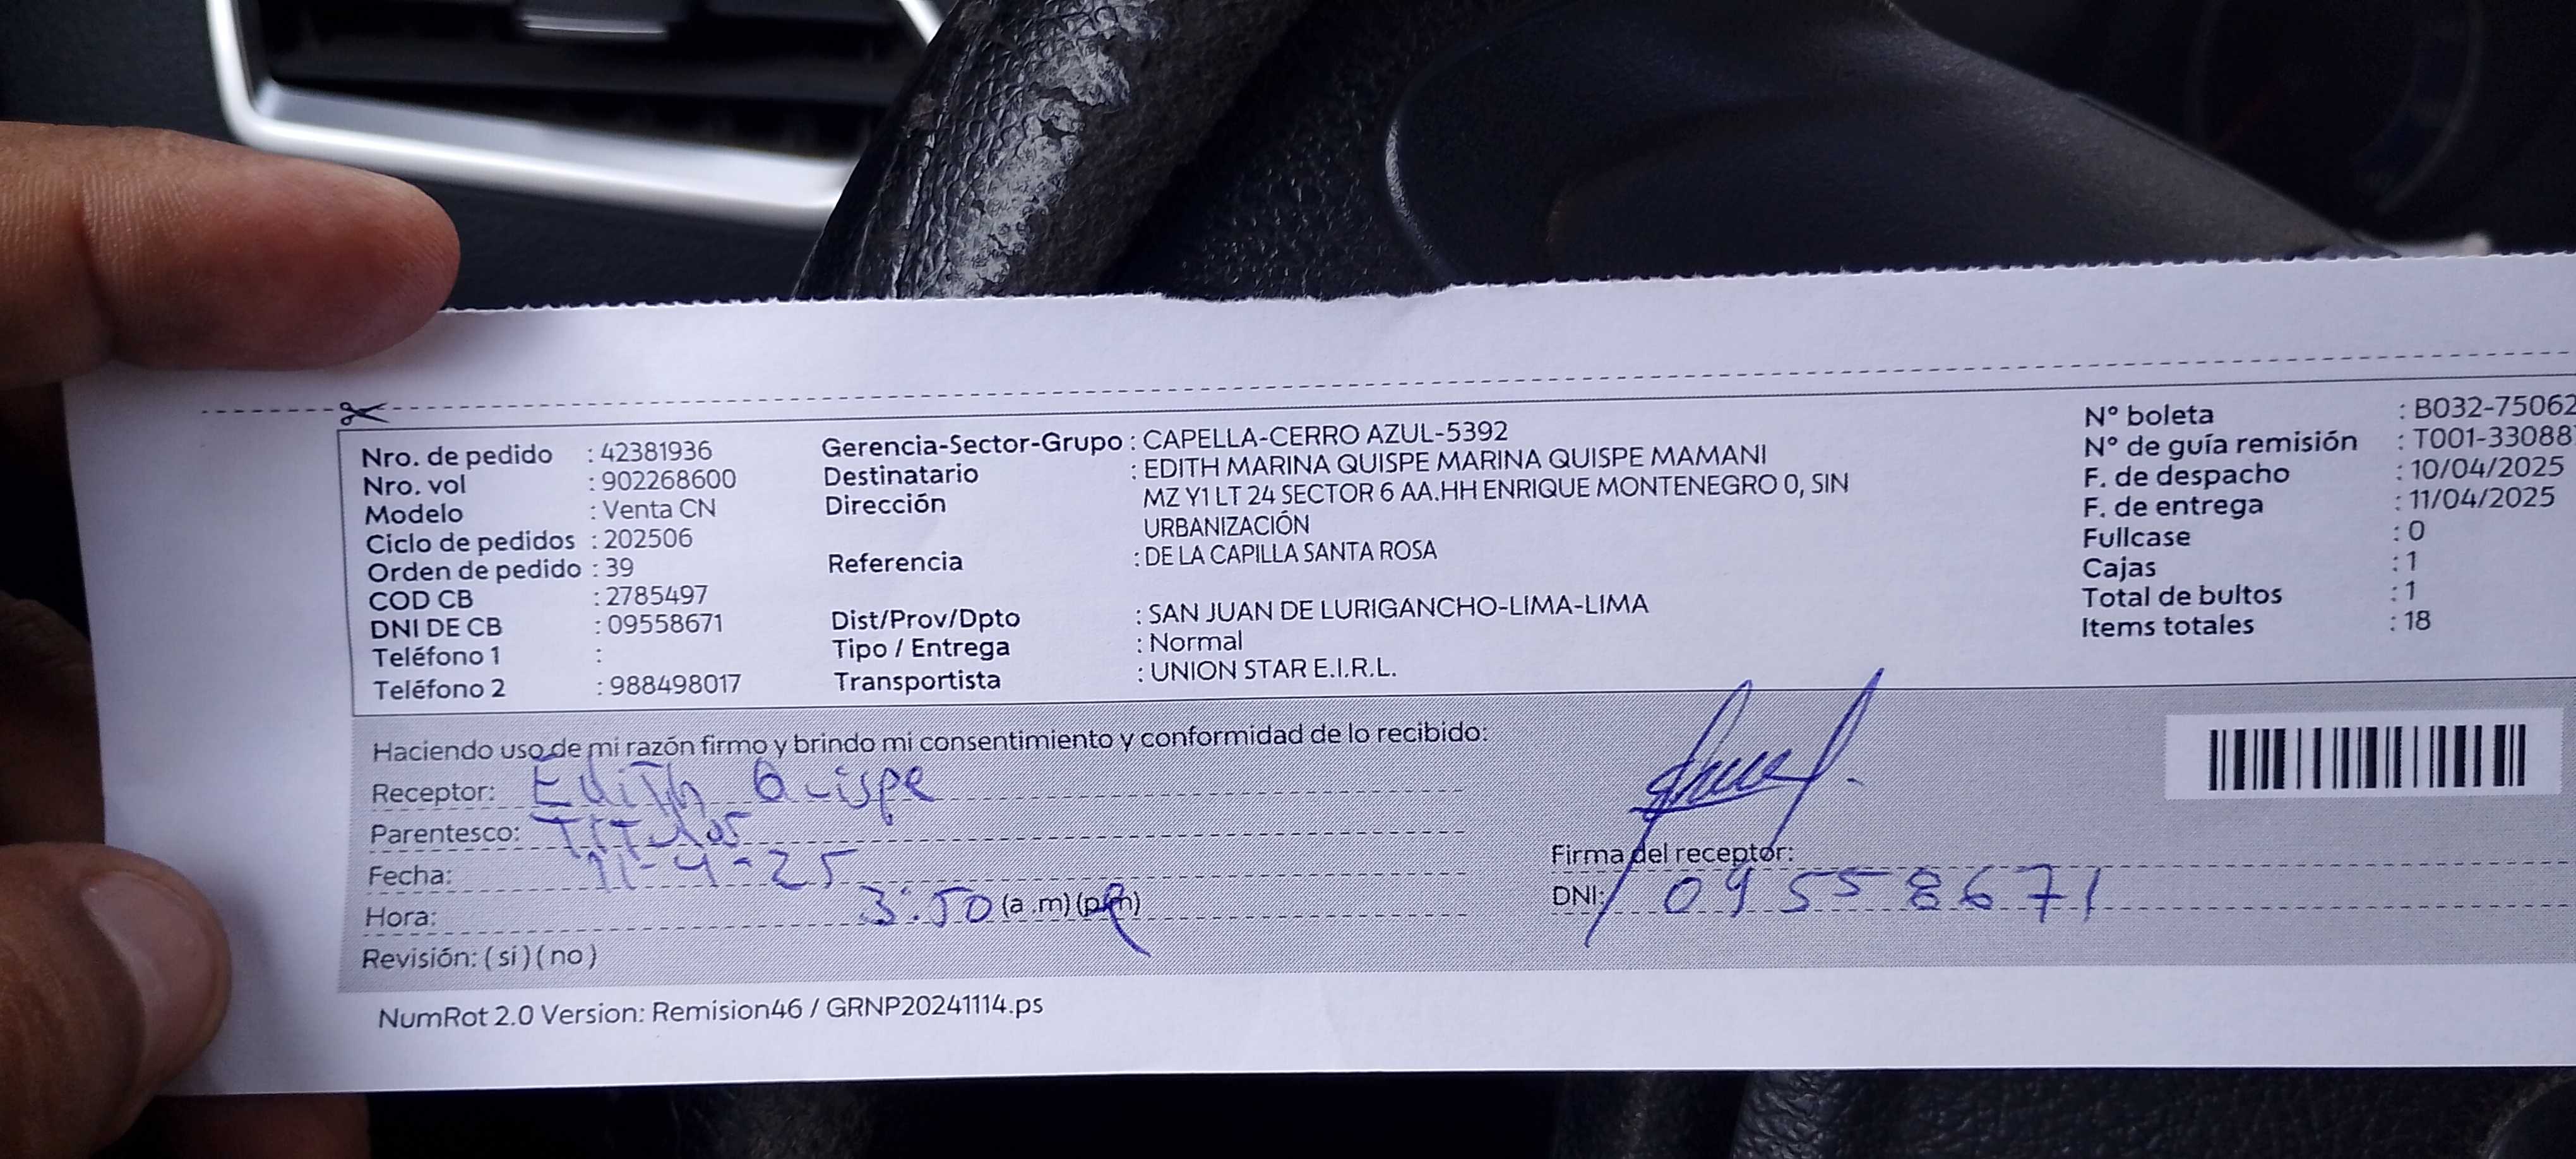 Nro. de pedido : 42381936
Nro. vol : 902268600
Modelo : Venta CN
Ciclo de pedidos : 202506
Orden de pedido : 39
COD CB : 2785497
DNI DE CB : 09558671
Teléfono 1 :
Teléfono 2 : 988498017
Gerencia-Sector-Grupo : CAPELLA-CERRO AZUL-5392
Destinatario : EDITH MARINA QUISPE MARINA QUISPE MAMANI
Dirección MZ Y1 LT 24 SECTOR 6 AA.HH ENRIQUE MONTENEGRO 0, SIN
URBANIZACIÓN
Referencia : DE LA CAPILLA SANTA ROSA
Dist/Prov/Dpto : SAN JUAN DE LURIGANCHO-LIMA-LIMA
Tipo / Entrega : Normal
Transportista : UNION STAR E.I.R.L.
N° boleta : B032-75062
N° de guía remisión : T001-33088
F. de despacho : 10/04/2025
F. de entrega : 11/04/2025
Fullcase : 0
Cajas : 1
Total de bultos : 1
Items totales : 18
Haciendo uso de mi razón firmo y brindo mi consentimiento y conformidad de lo recibido:
Receptor: Edith Quispe
Parentesco: Titular
Fecha: 11-4-25
Hora: 3:50 (a .m) (p.m)
Revisión: ( si ) ( no )
Firma del receptor:
DNI: 09558671
NumRot 2.0 Version: Remision46 / GRNP20241114.ps